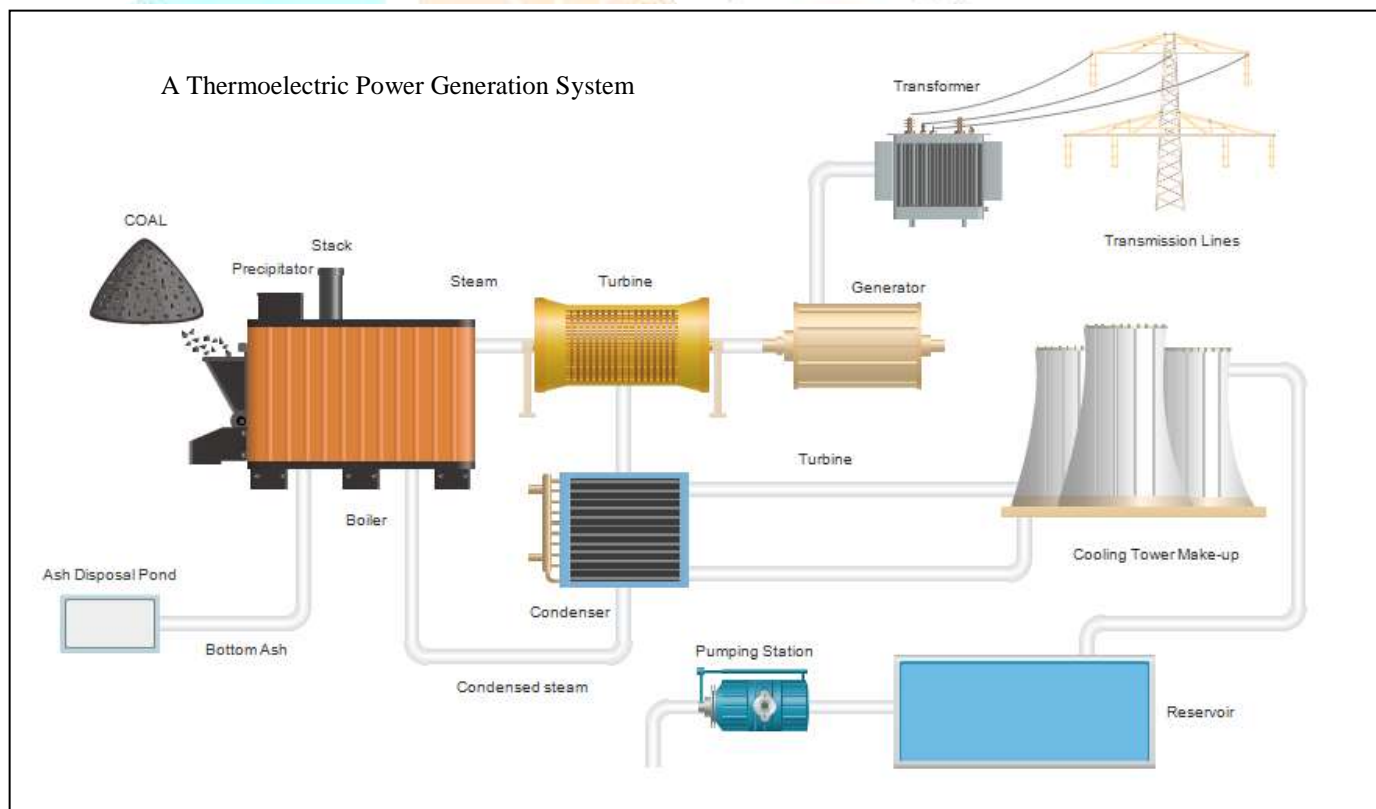 A Thermoelectric Power Generation System
Transformer
Transmission Lines
COAL
Stack
Precipitator
Steam
Turbine
Generator
Turbine
Boiler
Cooling Tower Make-up
Ash Disposal Pond
Condenser
Bottom Ash
Pumping Station
Condensed steam
Reservoir